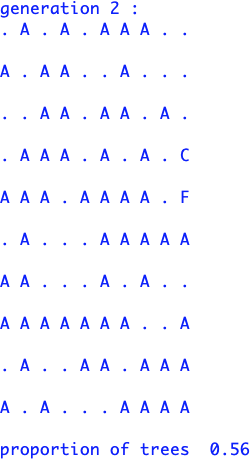 generation 2 :
. A . A . A A A . .
A . A A . . A . . .
. . A A . A A . A .
. A A A . A . A . C
A A A . A A A A . F
. A . . . A A A A A
A A . . . A . A . .
A A A A A A A . . A
. A . . A A . A A A
A . A . . . A A A A
proportion of trees  0.56